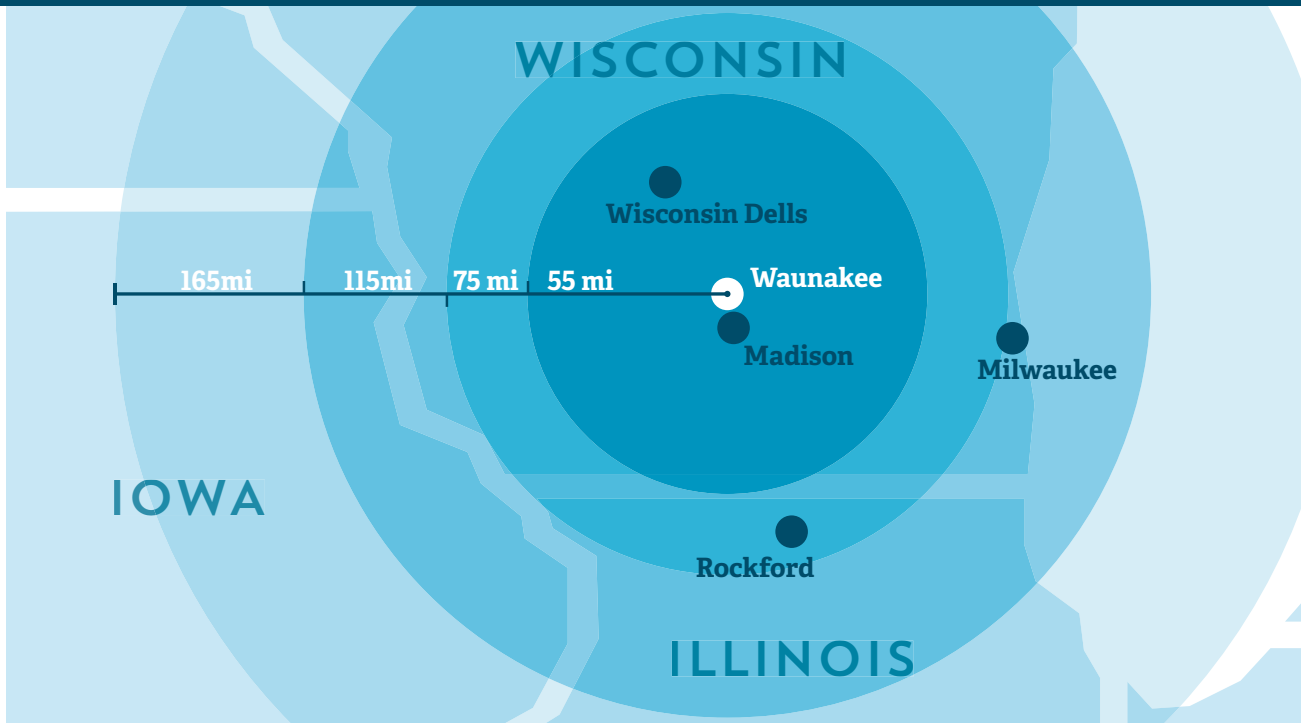 WISCONSIN
Wisconsin Dells
165mi
115mi
75 mi
55 mi
Waunakee
Madison
Milwaukee
IOWA
Rockford
ILLINOIS